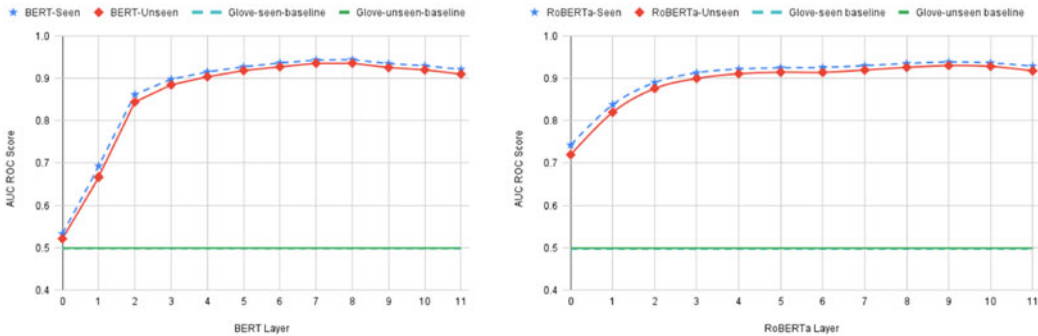 BERT-Seen BERT-Unseen Glove-seen-baseline Glove-unseen-baseline
1.0
0.9
0.8
0.7
0.6
0.5
0.4
AUC ROC Score
0 1 2 3 4 5 6 7 8 9 10 11
BERT Layer
RoBERTa-Seen RoBERTa-Unseen Glove-seen baseline Glove-unseen baseline
1.0
0.9
0.8
0.7
0.6
0.5
0.4
AUC ROC Score
0 1 2 3 4 5 6 7 8 9 10 11
RoBERTa Layer